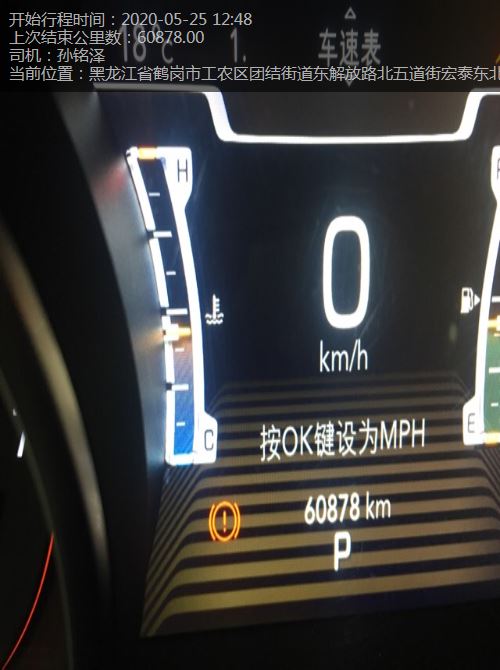 开始行程时间：2020-05-25 12:48
上次结束公里数：60878.00
司机：孙铭泽
当前位置：黑龙江省鹤岗市工农区团结街道东解放路北五道街宏泰东北
18℃ 1. 车速表
H
0
km/h
C
E
按OK键设为MPH
60878 km
P